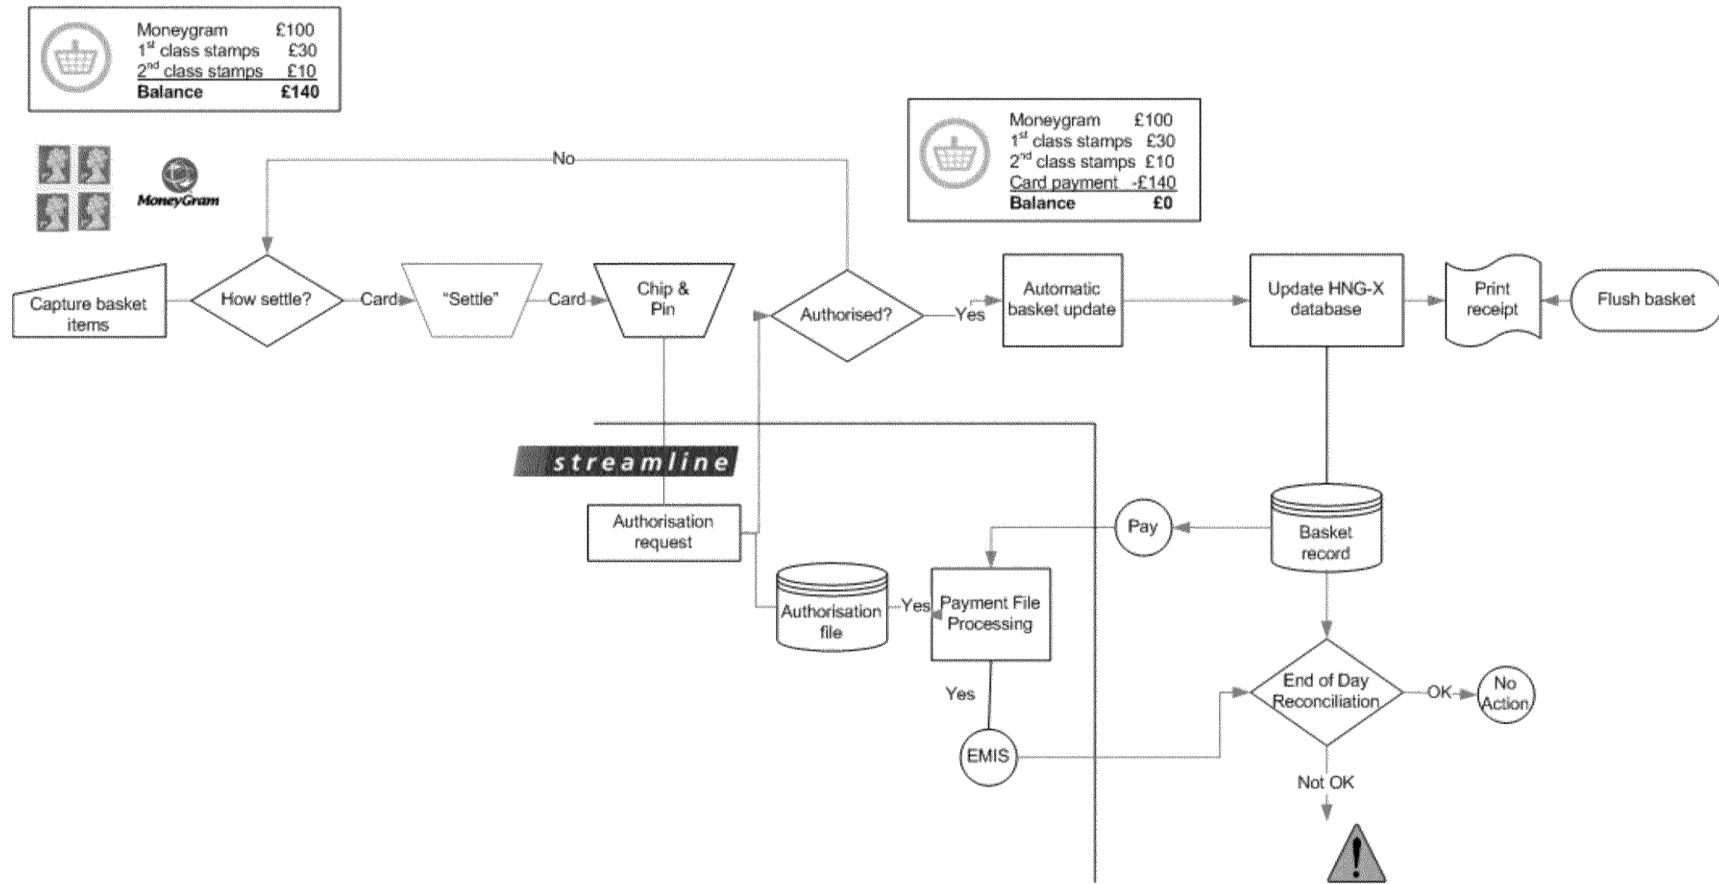 Moneygram £100
1st class stamps £30
2nd class stamps £10
Balance £140
Moneygram £100
1st class stamps £30
2nd class stamps £10
Card payment -£140
Balance £0
MoneyGram
No
Capture basket
items
How settle?
Card
"Settle"
Card
Chip &
Pin
Authorised?
Yes
Automatic
basket update
Update HNG-X
database
Print
receipt
Flush basket
streamline
Authorisation
request
Authorisation
file
Yes
Payment File
Processing
Pay
Basket
record
Yes
EMIS
End of Day
Reconciliation
OK
No
Action
Not OK
!